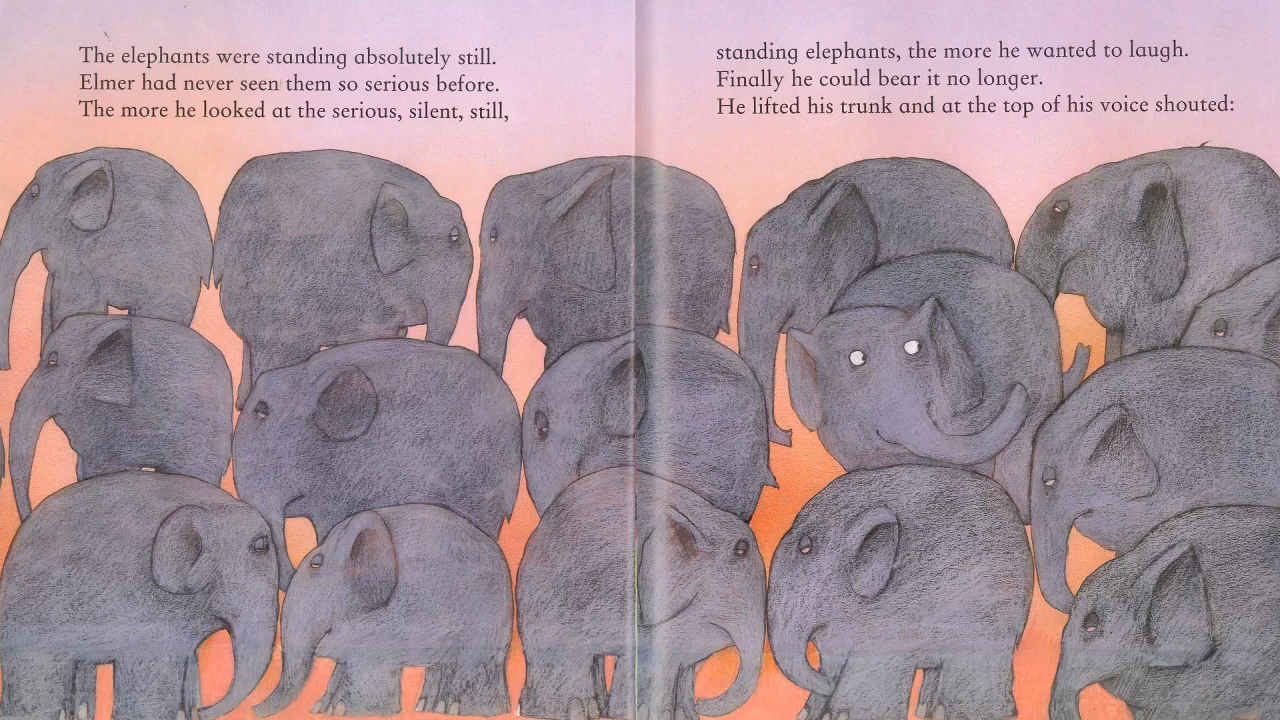 The elephants were standing absolutely still.
Elmer had never seen them so serious before.
The more he looked at the serious, silent, still,
standing elephants, the more he wanted to laugh.
Finally he could bear it no longer.
He lifted his trunk and at the top of his voice shouted: